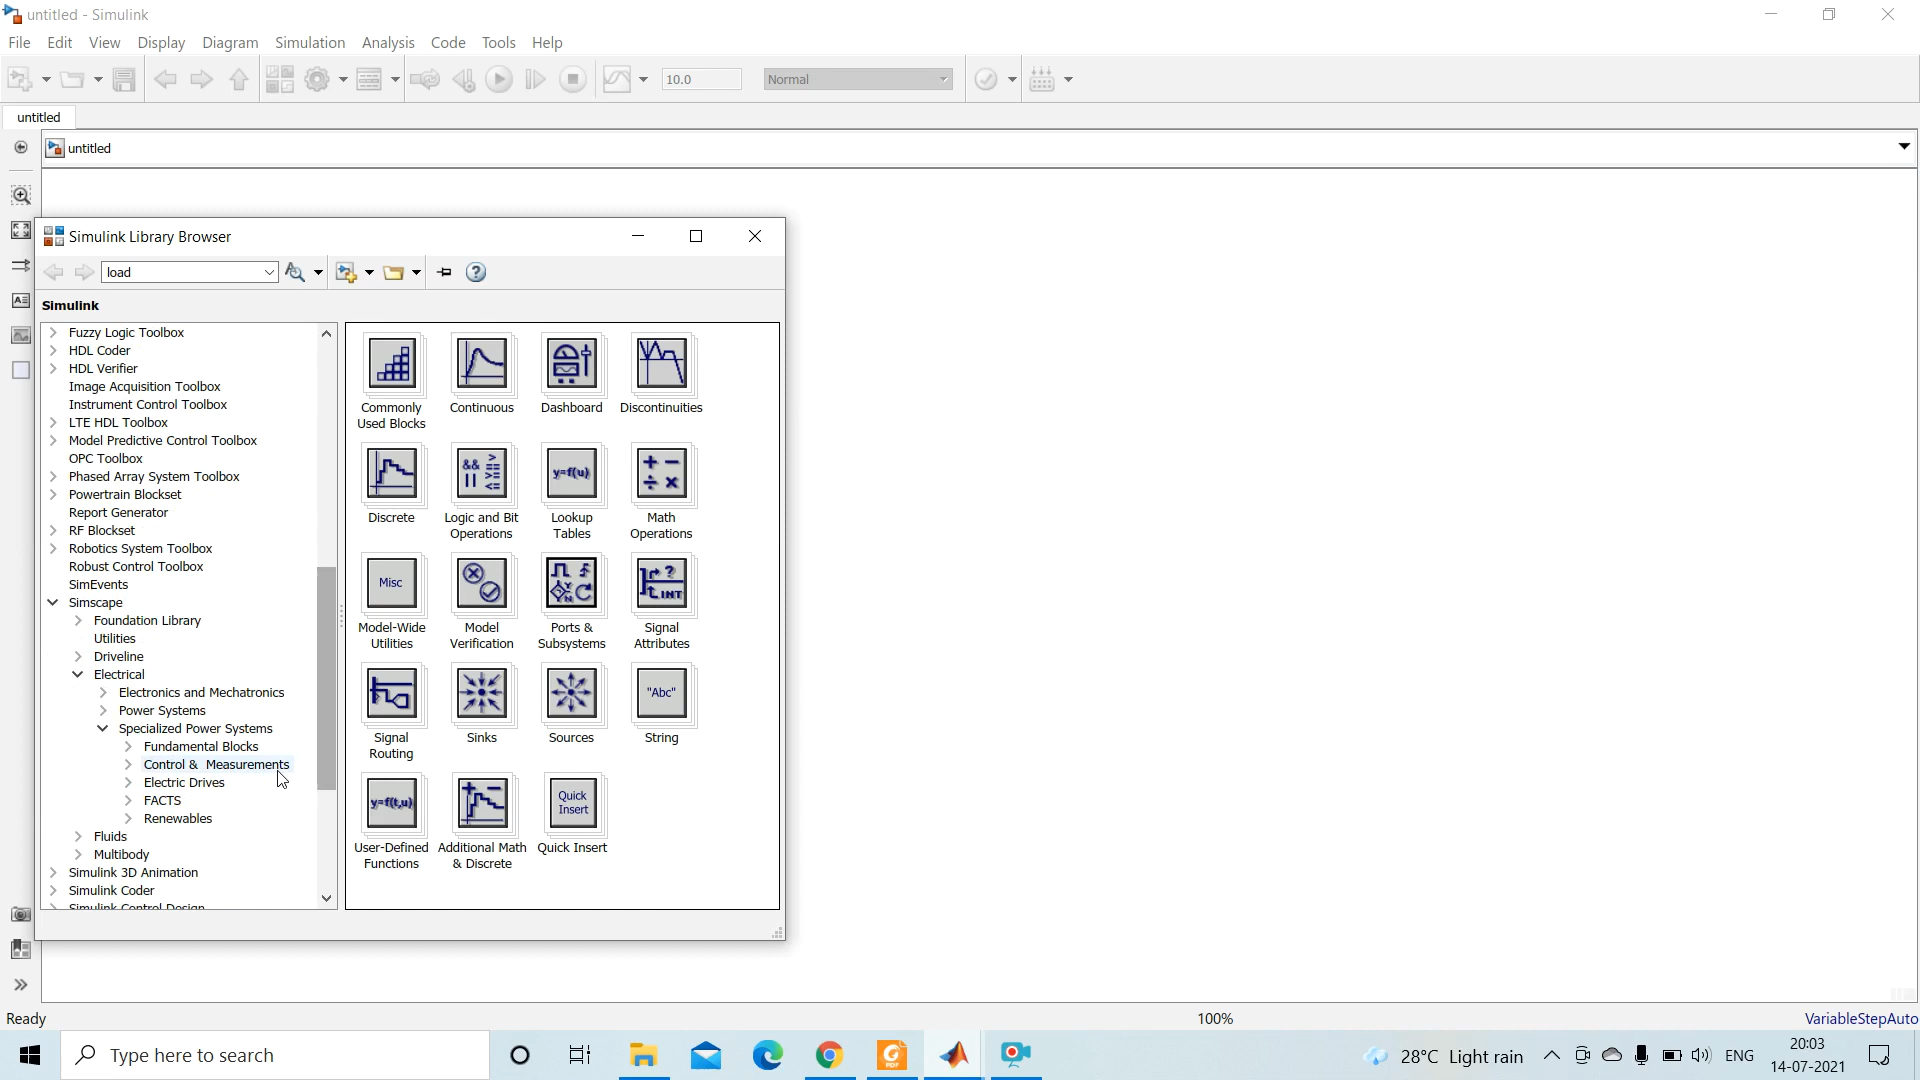 untitled - Simulink
File Edit View Display Diagram Simulation Analysis Code Tools Help
10.0 Normal
untitled
untitled
Simulink Library Browser
load
Simulink
Fuzzy Logic Toolbox
HDL Coder
HDL Verifier
Image Acquisition Toolbox
Instrument Control Toolbox
LTE HDL Toolbox
Model Predictive Control Toolbox
OPC Toolbox
Phased Array System Toolbox
Powertrain Blockset
Report Generator
RF Blockset
Robotics System Toolbox
Robust Control Toolbox
SimEvents
Simscape
Foundation Library
Utilities
Driveline
Electrical
Electronics and Mechatronics
Power Systems
Specialized Power Systems
Fundamental Blocks
Control & Measurements
Electric Drives
FACTS
Renewables
Fluids
Multibody
Simulink 3D Animation
Simulink Coder
Simulink Control Design
Commonly
Used Blocks
Continuous
Dashboard
Discontinuities
Discrete
&& > == || >= <=
Logic and Bit
Operations
y=f(u)
Lookup
Tables
+ − ÷ ×
Math
Operations
Misc
Model-Wide
Utilities
Model
Verification
Ports &
Subsystems
? INT
Signal
Attributes
Signal
Routing
Sinks
Sources
"Abc"
String
y=f(t,u)
User-Defined
Functions
+ −
Additional Math
& Discrete
Quick
Insert
Quick Insert
Ready 100% VariableStepAuto
Type here to search
28°C Light rain ENG
20:03
14-07-2021